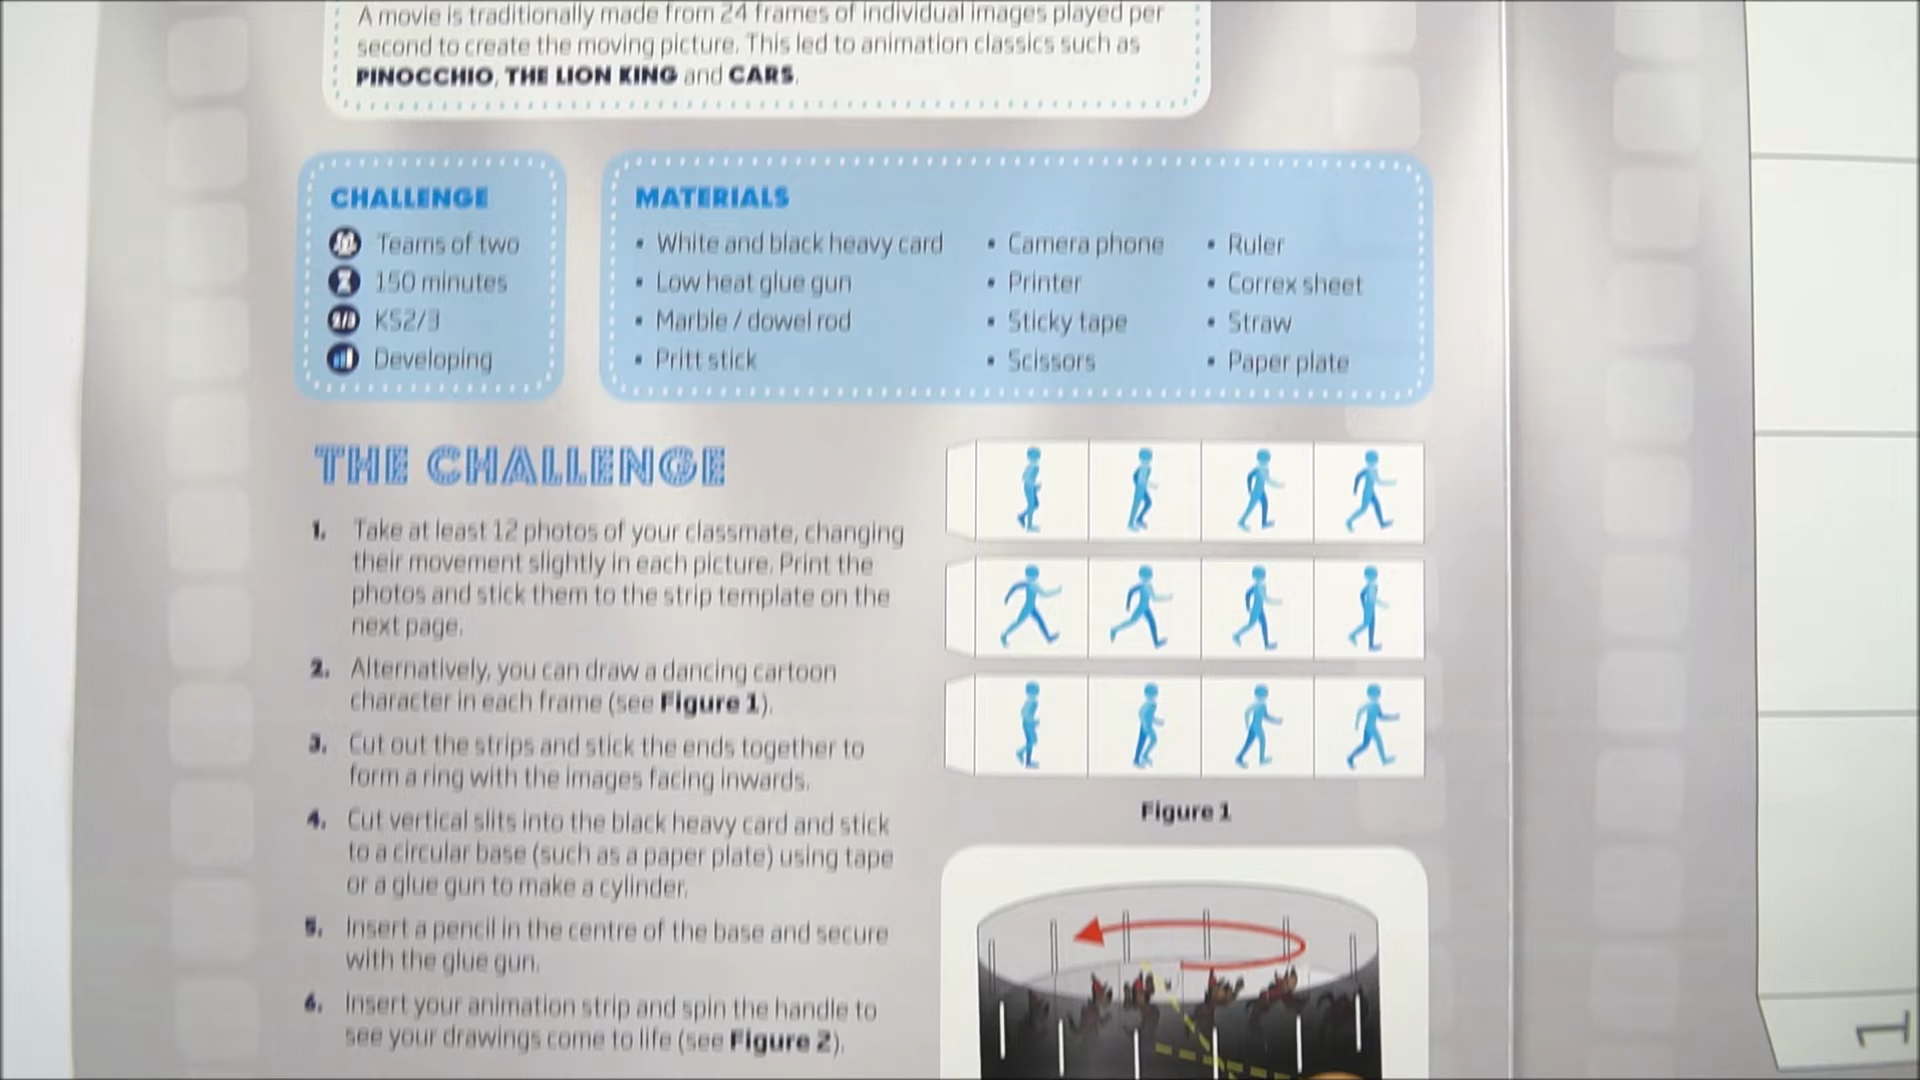 A movie is traditionally made from 24 frames of individual images played per
second to create the moving picture. This led to animation classics such as
PINOCCHIO, THE LION KING and CARS.
CHALLENGE
Teams of two
150 minutes
2/3 KS2/3
Developing
MATERIALS
• White and black heavy card
• Low heat glue gun
• Marble / dowel rod
• Pritt stick
• Camera phone
• Printer
• Sticky tape
• Scissors
• Ruler
• Correx sheet
• Straw
• Paper plate
THE CHALLENGE
1. Take at least 12 photos of your classmate, changing
their movement slightly in each picture. Print the
photos and stick them to the strip template on the
next page.
2. Alternatively, you can draw a dancing cartoon
character in each frame (see Figure 1).
3. Cut out the strips and stick the ends together to
form a ring with the images facing inwards.
4. Cut vertical slits into the black heavy card and stick
to a circular base (such as a paper plate) using tape
or a glue gun to make a cylinder.
5. Insert a pencil in the centre of the base and secure
with the glue gun.
6. Insert your animation strip and spin the handle to
see your drawings come to life (see Figure 2).
Figure 1
1